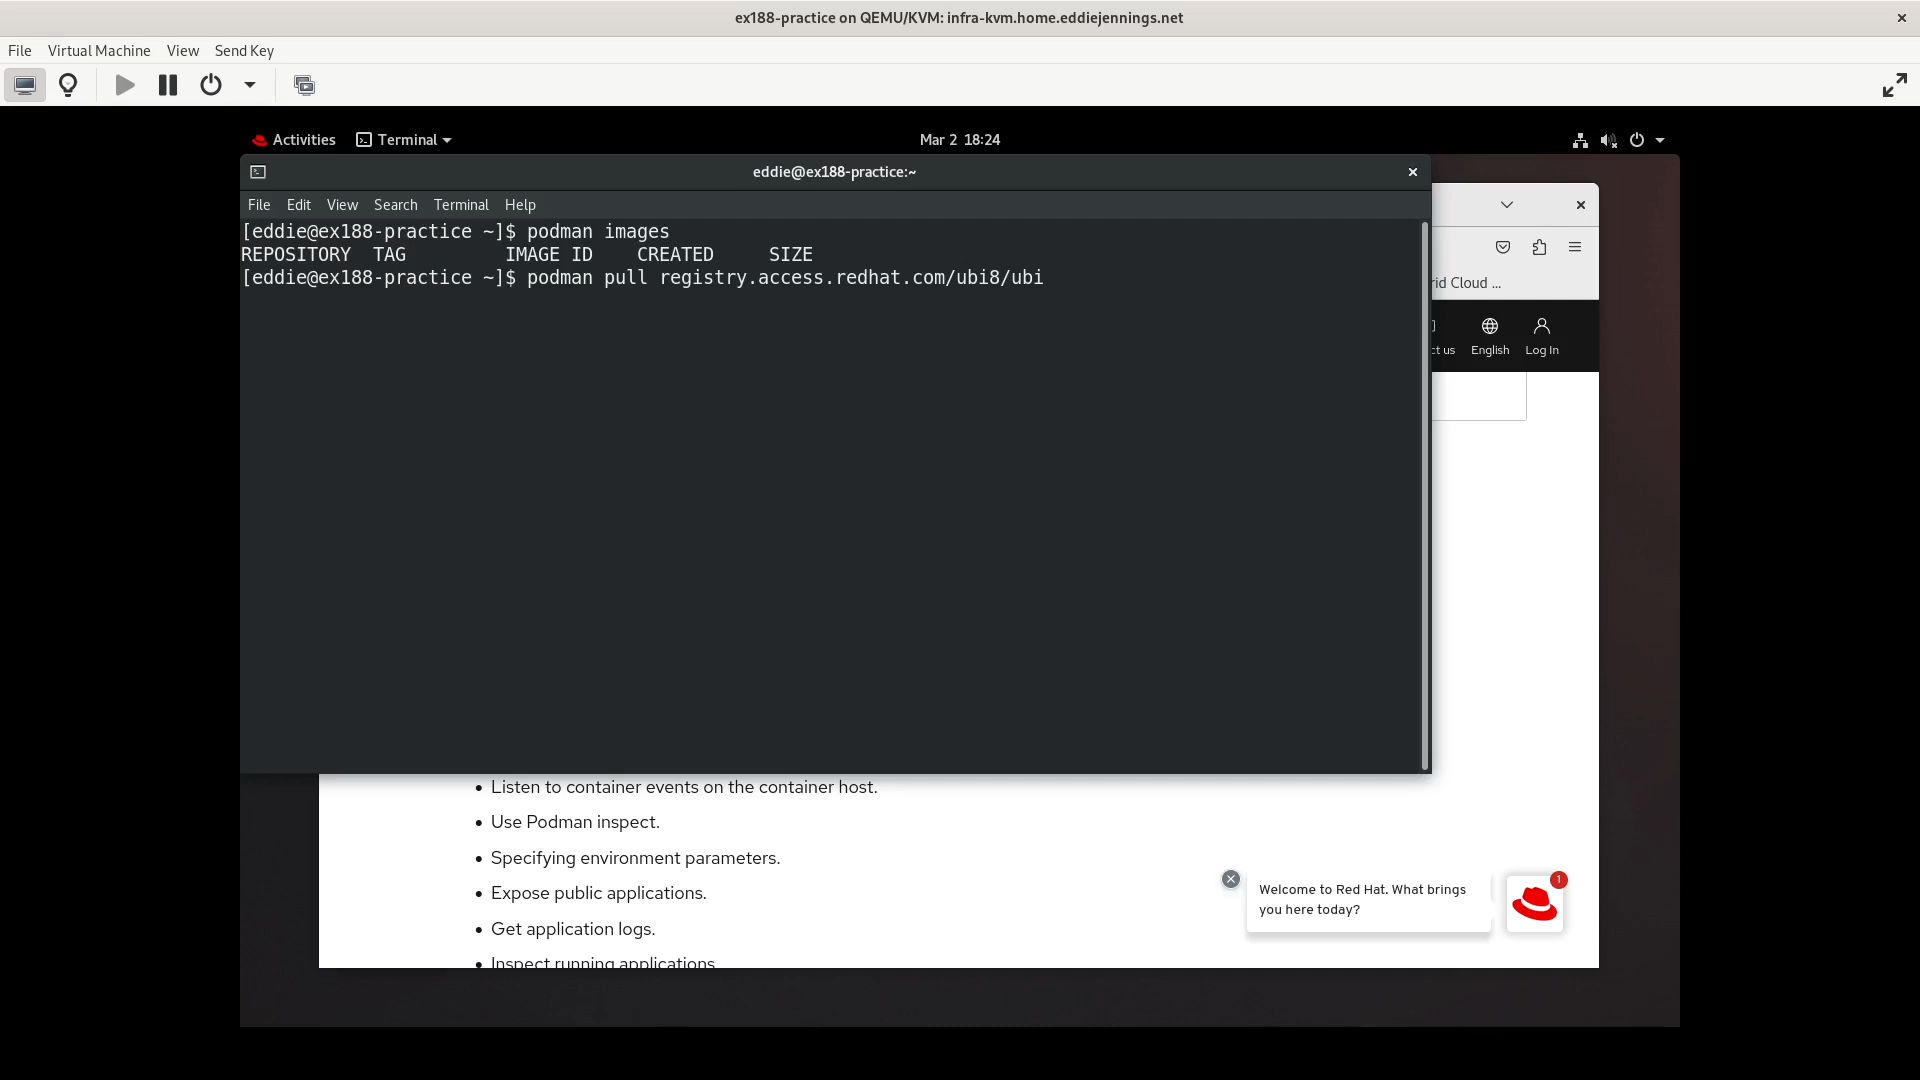 ex188-practice on QEMU/KVM: infra-kvm.home.eddiejennings.net
File Virtual Machine View Send Key
Activities Terminal Mar 2 18:24
eddie@ex188-practice:~
File Edit View Search Terminal Help
[eddie@ex188-practice ~]$ podman images
REPOSITORY TAG IMAGE ID CREATED SIZE
[eddie@ex188-practice ~]$ podman pull registry.access.redhat.com/ubi8/ubi
rid Cloud ...
ct us English Log In
• Listen to container events on the container host.
• Use Podman inspect.
• Specifying environment parameters.
• Expose public applications.
• Get application logs.
• Inspect running applications
Welcome to Red Hat. What brings
you here today?
1